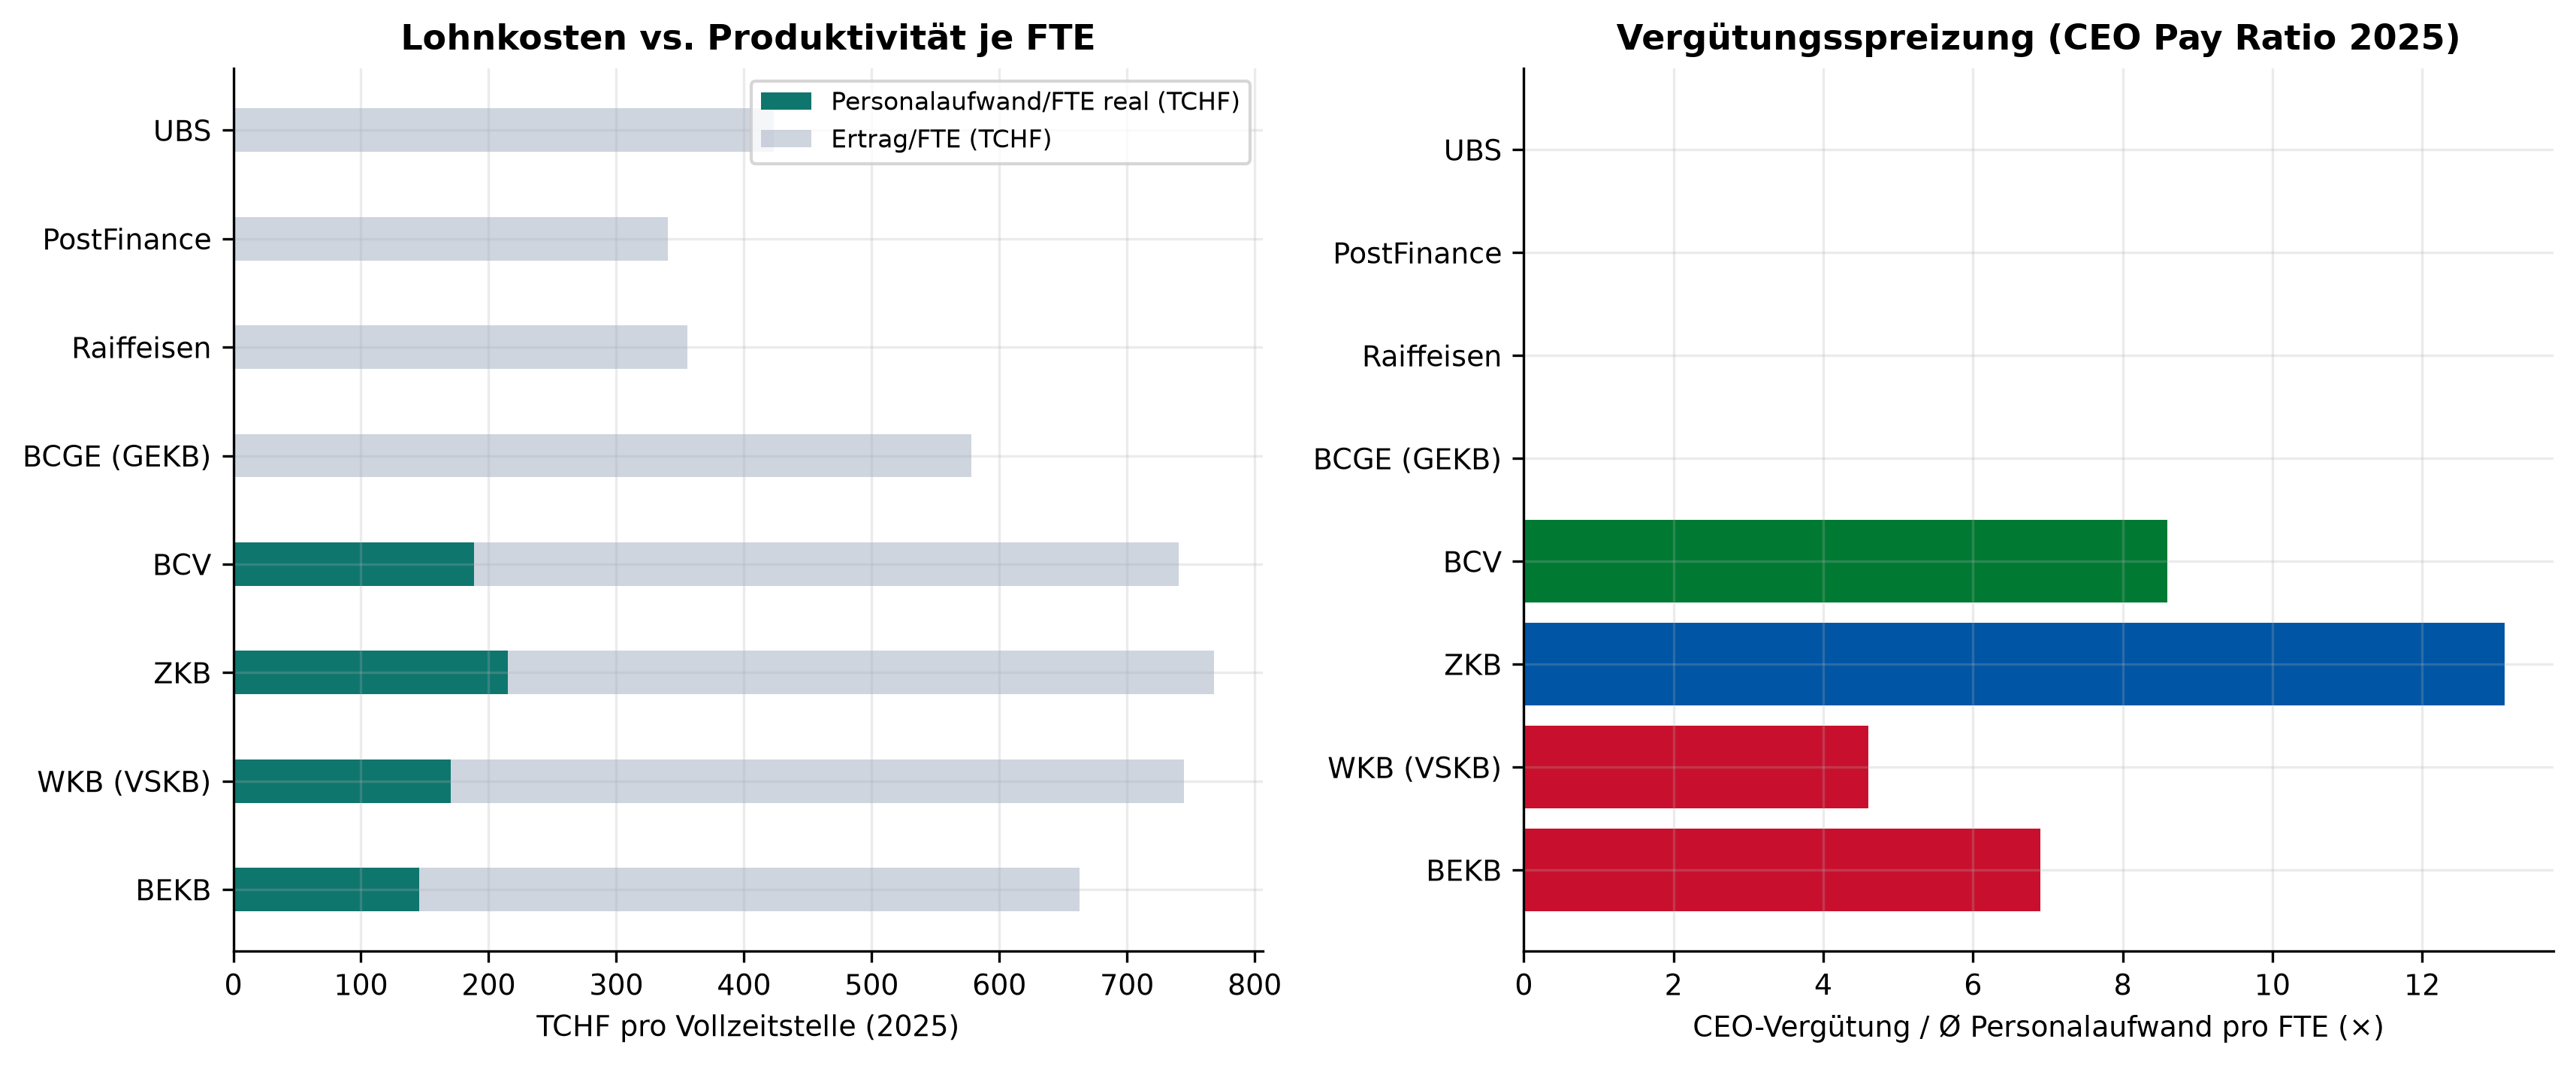 Lohnkosten vs. Produktivität je FTE
Personalaufwand/FTE real (TCHF)
Ertrag/FTE (TCHF)
UBS
PostFinance
Raiffeisen
BCGE (GEKB)
BCV
ZKB
WKB (VSKB)
BEKB
0 100 200 300 400 500 600 700 800
TCHF pro Vollzeitstelle (2025)
Vergütungsspreizung (CEO Pay Ratio 2025)
UBS
PostFinance
Raiffeisen
BCGE (GEKB)
BCV
ZKB
WKB (VSKB)
BEKB
0 2 4 6 8 10 12
CEO-Vergütung / Ø Personalaufwand pro FTE (×)